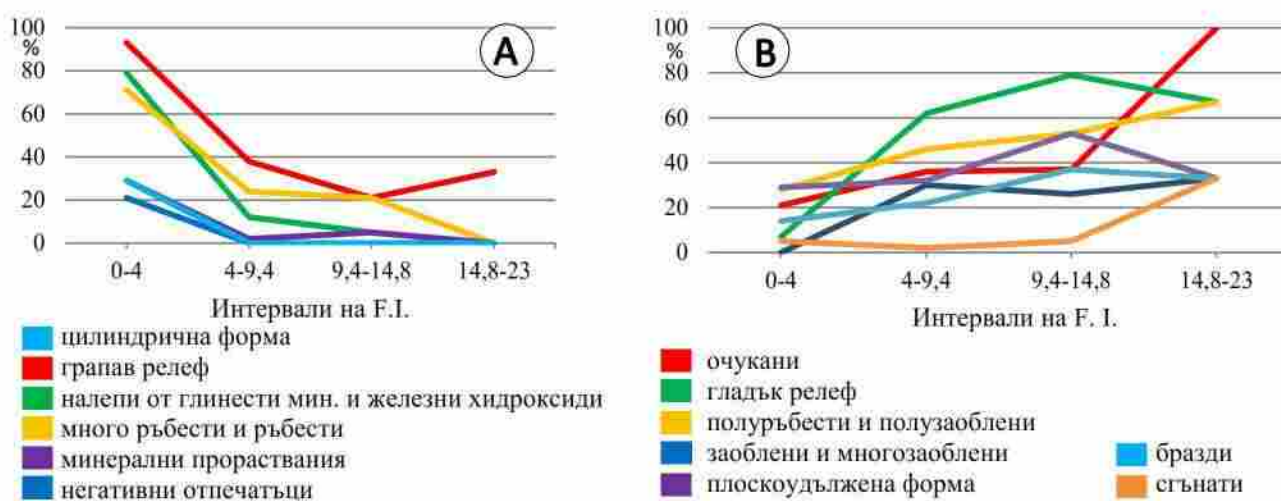 100
%
80
60
40
20
0
A
0-4
4-9,4
9,4-14,8
14,8-23
Интервали на F.I.
цилиндрична форма
грапав релеф
налепи от глинести мин. и железни хидроксиди
много ръбести и ръбести
минерални прораствания
негативни отпечатъци
100
%
80
60
40
20
0
B
0-4
4-9,4
9,4-14,8
14,8-23
Интервали на F. I.
очукани
гладък релеф
полуръбести и полузаоблени
заоблени и многозаоблени
плоскоудължена форма
бразди
сгънати